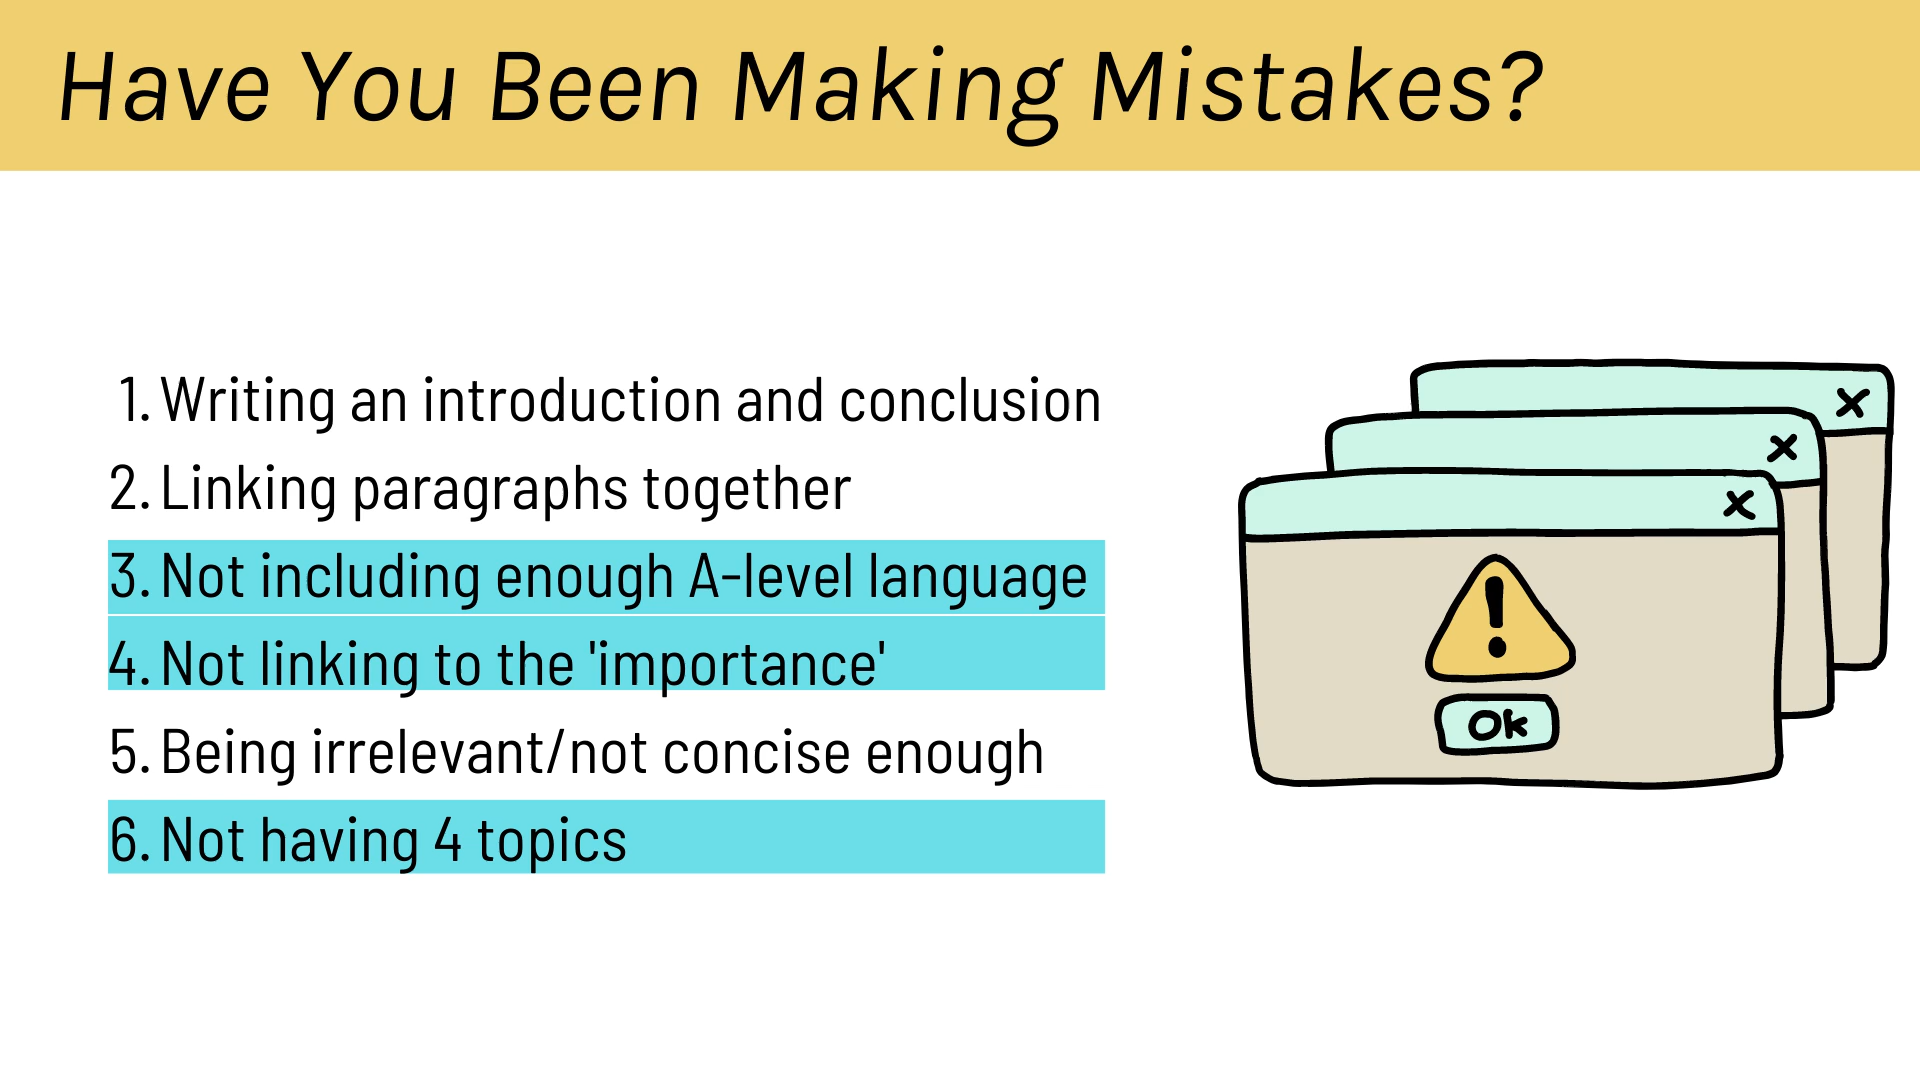 Have You Been Making Mistakes?
1. Writing an introduction and conclusion
2. Linking paragraphs together
3. Not including enough A-level language
4. Not linking to the 'importance'
5. Being irrelevant/not concise enough
6. Not having 4 topics
x
x
x
!
Ok